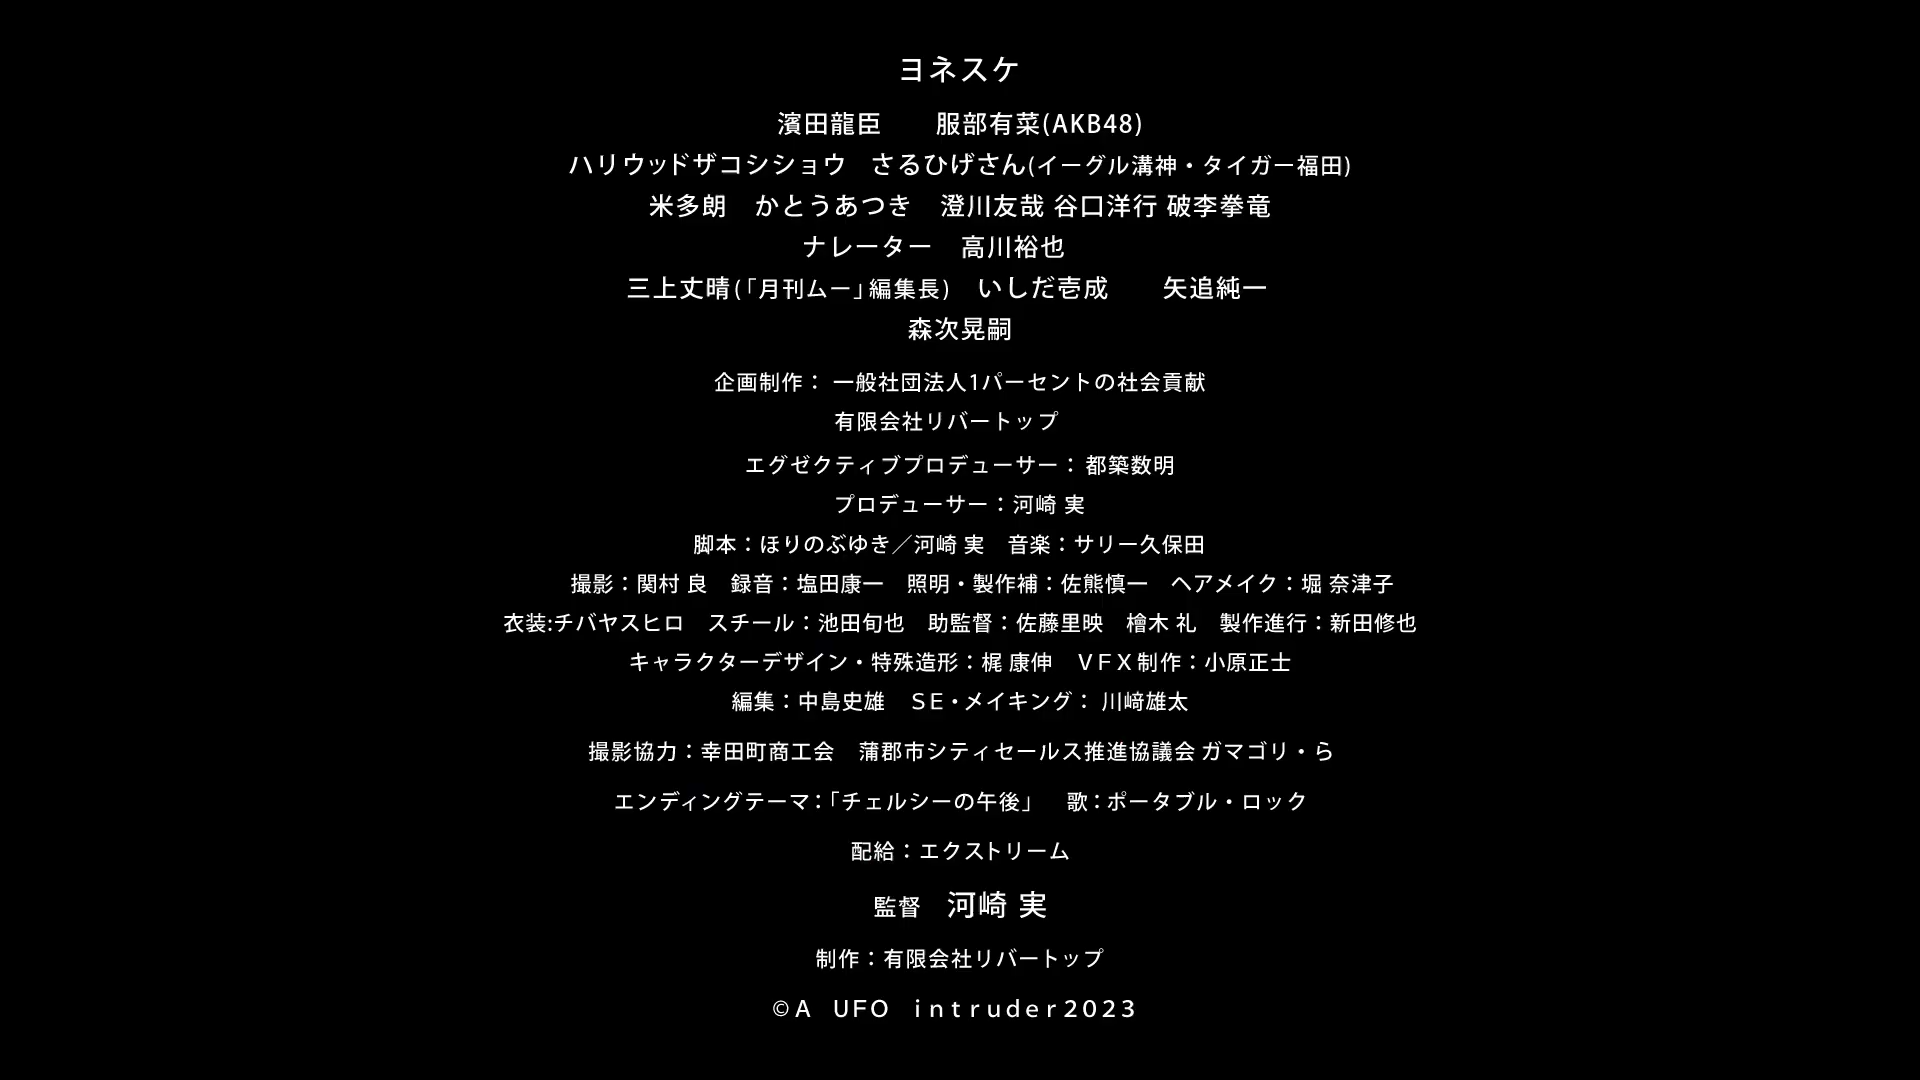 ヨネスケ
濱田龍臣　　服部有菜(AKB48)
ハリウッドザコシショウ　さるひげさん(イーグル溝神・タイガー福田)
米多朗　かとうあつき　澄川友哉 谷口洋行 破李拳竜
ナレーター　高川裕也
三上丈晴(「月刊ムー」編集長)　いしだ壱成　　矢追純一
森次晃嗣
企画制作： 一般社団法人1パーセントの社会貢献
有限会社リバートップ
エグゼクティブプロデューサー： 都築数明
プロデューサー：河崎 実
脚本：ほりのぶゆき／河崎 実　音楽：サリー久保田
撮影：関村 良　録音：塩田康一　照明・製作補：佐熊慎一　ヘアメイク：堀 奈津子
衣装:チバヤスヒロ　スチール：池田旬也　助監督：佐藤里映　檜木 礼　製作進行：新田修也
キャラクターデザイン・特殊造形：梶 康伸　ＶＦＸ制作：小原正士
編集：中島史雄　ＳＥ・メイキング： 川﨑雄太
撮影協力：幸田町商工会　蒲郡市シティセールス推進協議会 ガマゴリ・ら
エンディングテーマ：「チェルシーの午後」　歌：ポータブル・ロック
配給：エクストリーム
監督　河崎 実
制作：有限会社リバートップ
©A UFO intruder2023